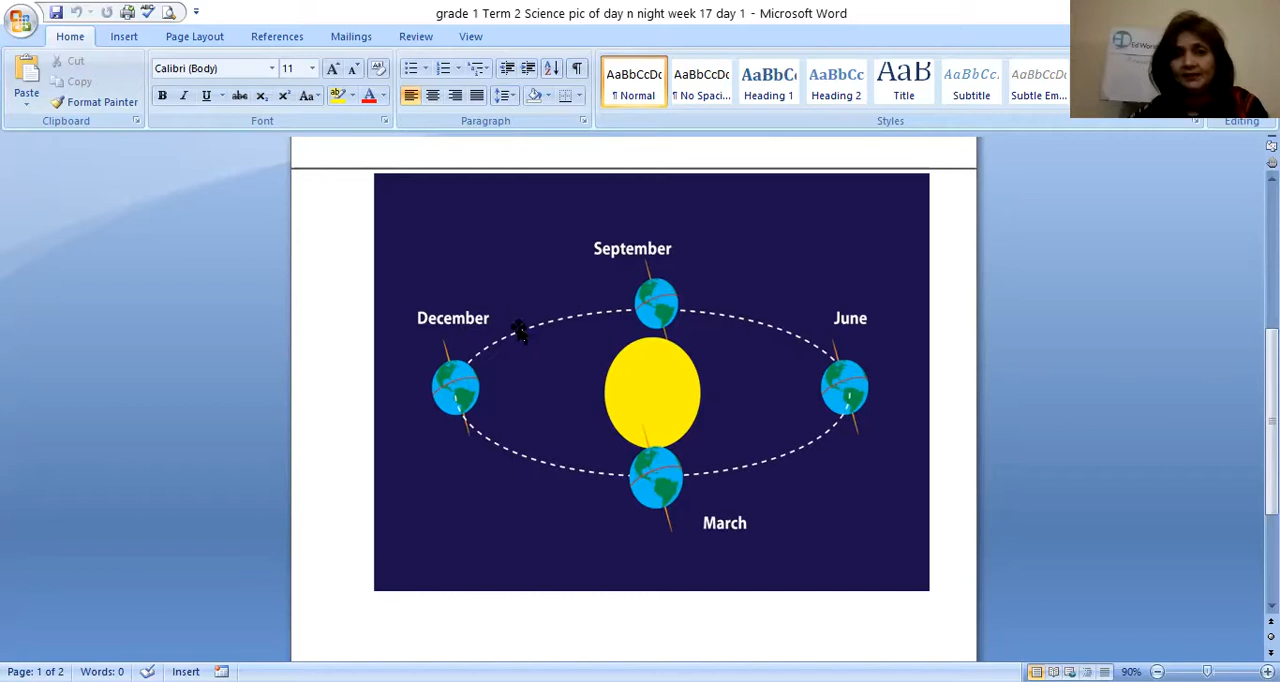 grade 1 Term 2 Science pic of day n night week 17 day 1 - Microsoft Word
Home Insert Page Layout References Mailings Review View
Paste
Cut
Copy
Format Painter
Clipboard
Calibri (Body) 11
Font
Paragraph
AaBbCcDc AaBbCcDc AaBbC AaBbCc AaB AaBbCc. AaBbCcDc
¶ Normal ¶ No Spaci... Heading 1 Heading 2 Title Subtitle Subtle Em...
Styles
Editing
September
December
June
March
Page: 1 of 2 Words: 0 Insert 90%